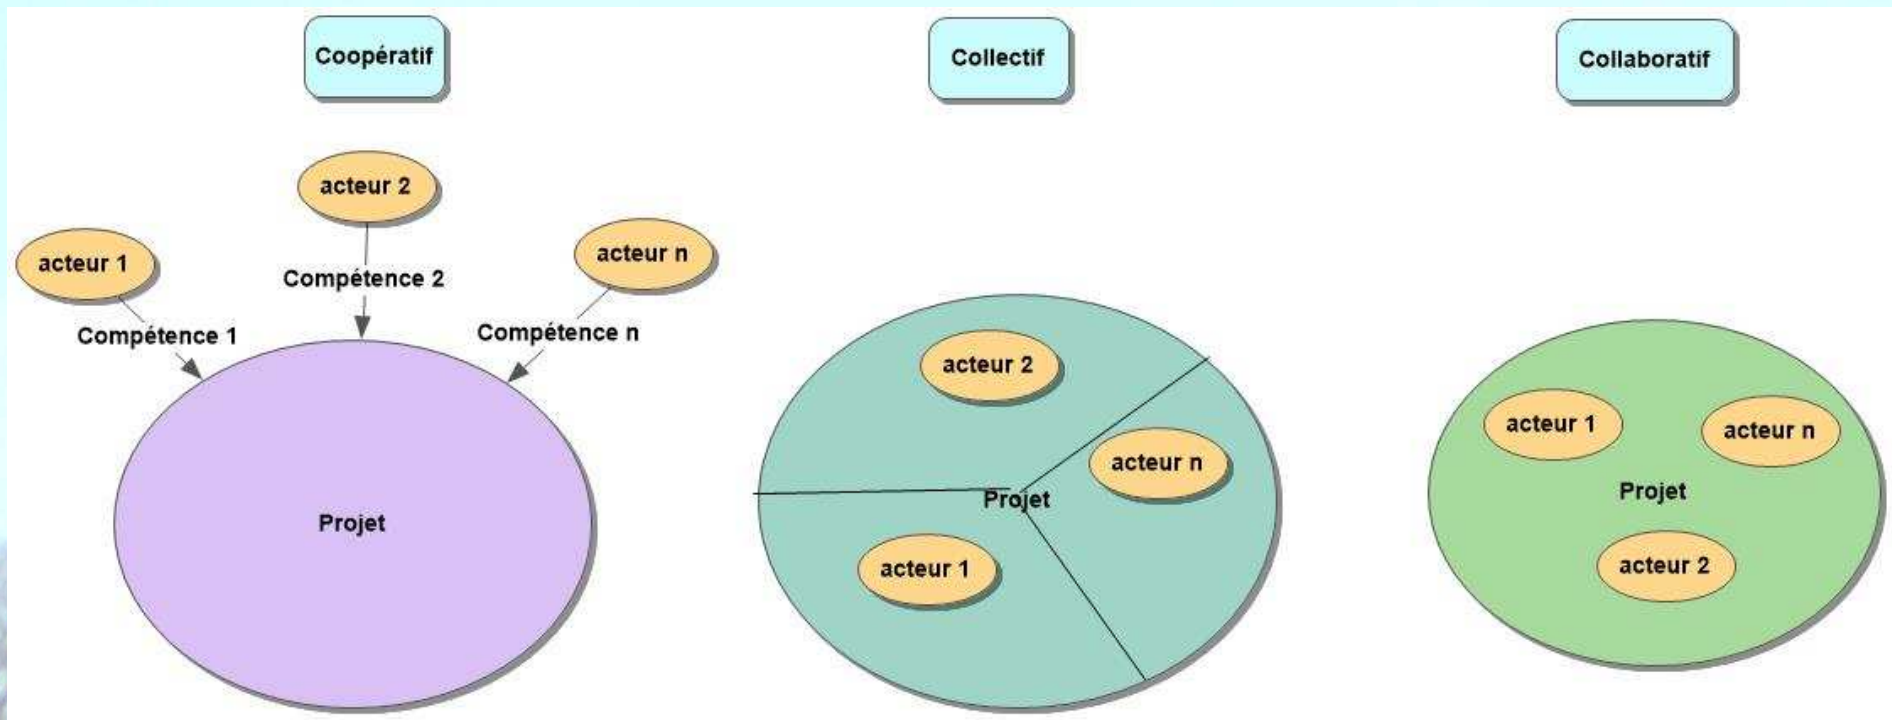 Coopératif
Collectif
Collaboratif
acteur 2
acteur 1
acteur n
Compétence 2
Compétence 1
Compétence n
Projet
acteur 2
acteur n
Projet
acteur 1
acteur 1
acteur n
Projet
acteur 2